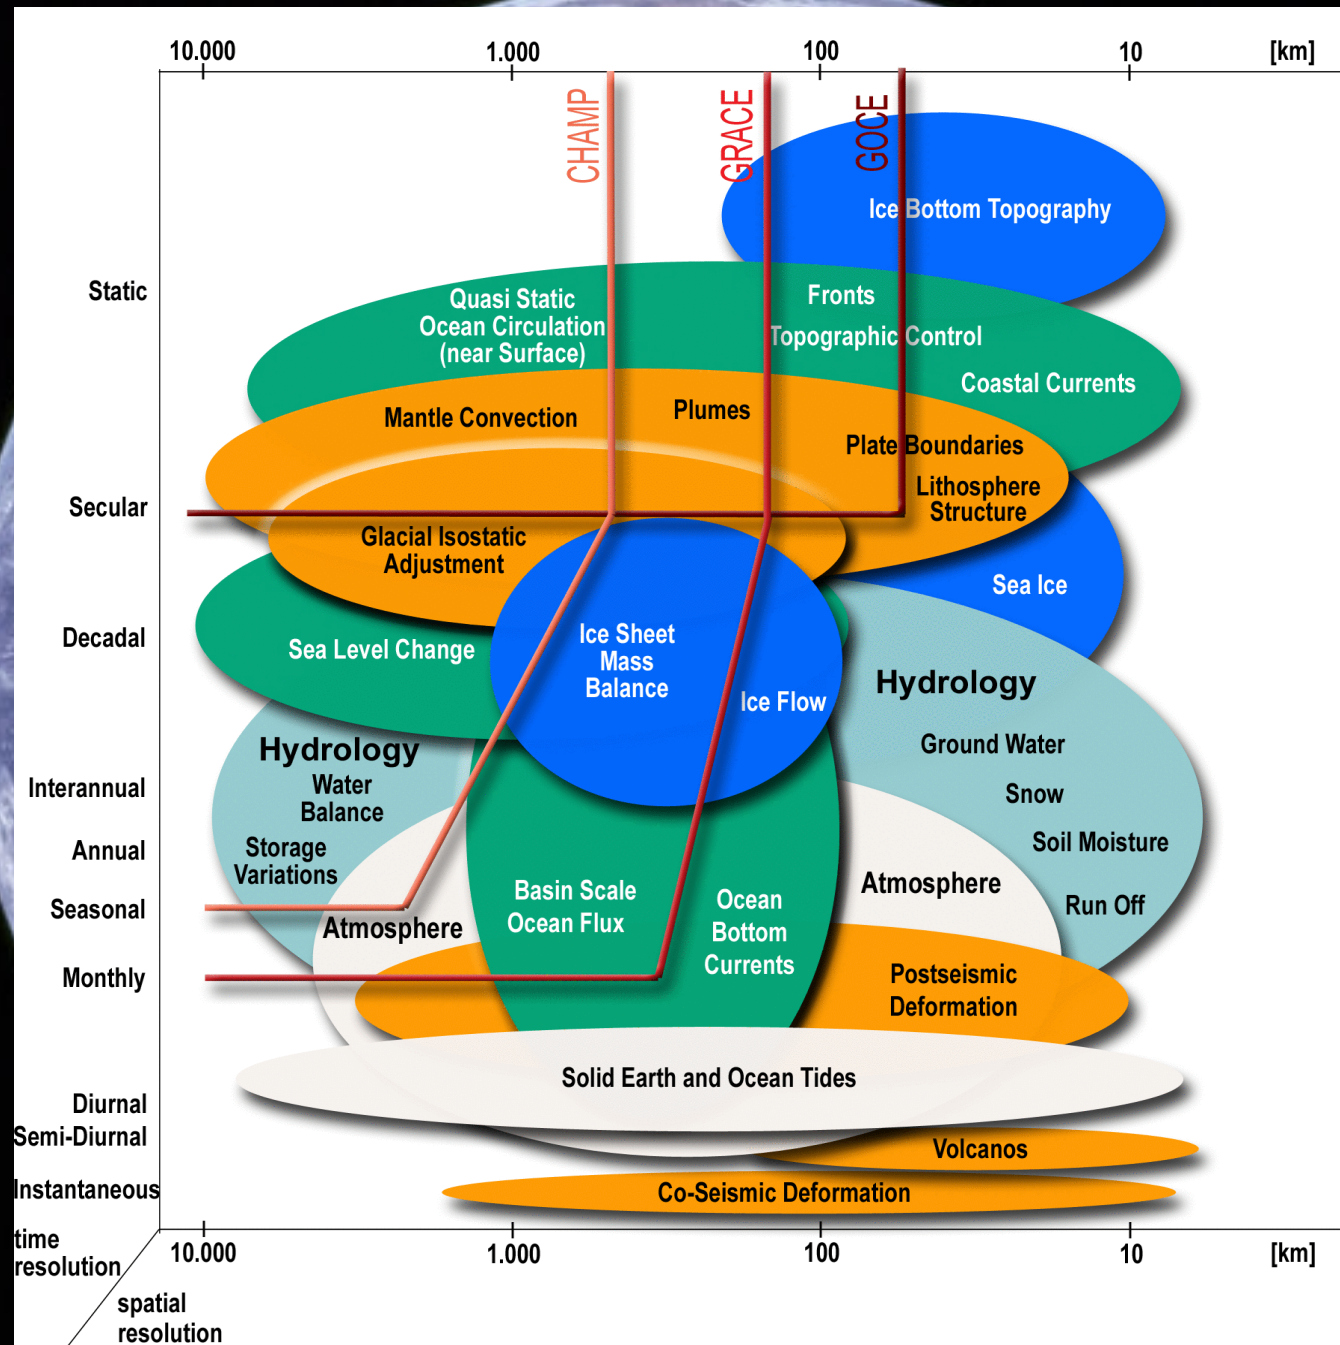 10.000 1.000 100 10 [km]
CHAMP
GRACE
GOCE
Ice Bottom Topography
Static
Quasi Static
Ocean Circulation
(near Surface)
Fronts
Topographic Control
Coastal Currents
Mantle Convection
Plumes
Plate Boundaries
Lithosphere
Structure
Secular
Glacial Isostatic
Adjustment
Sea Ice
Decadal
Sea Level Change
Ice Sheet
Mass
Balance
Ice Flow
Hydrology
Ground Water
Snow
Soil Moisture
Run Off
Hydrology
Water
Balance
Storage
Variations
Interannual
Annual
Seasonal
Monthly
Atmosphere
Basin Scale
Ocean Flux
Ocean
Bottom
Currents
Atmosphere
Postseismic
Deformation
Solid Earth and Ocean Tides
Diurnal
Semi-Diurnal
Volcanos
Instantaneous
Co-Seismic Deformation
time
resolution
10.000 1.000 100 10 [km]
spatial
resolution